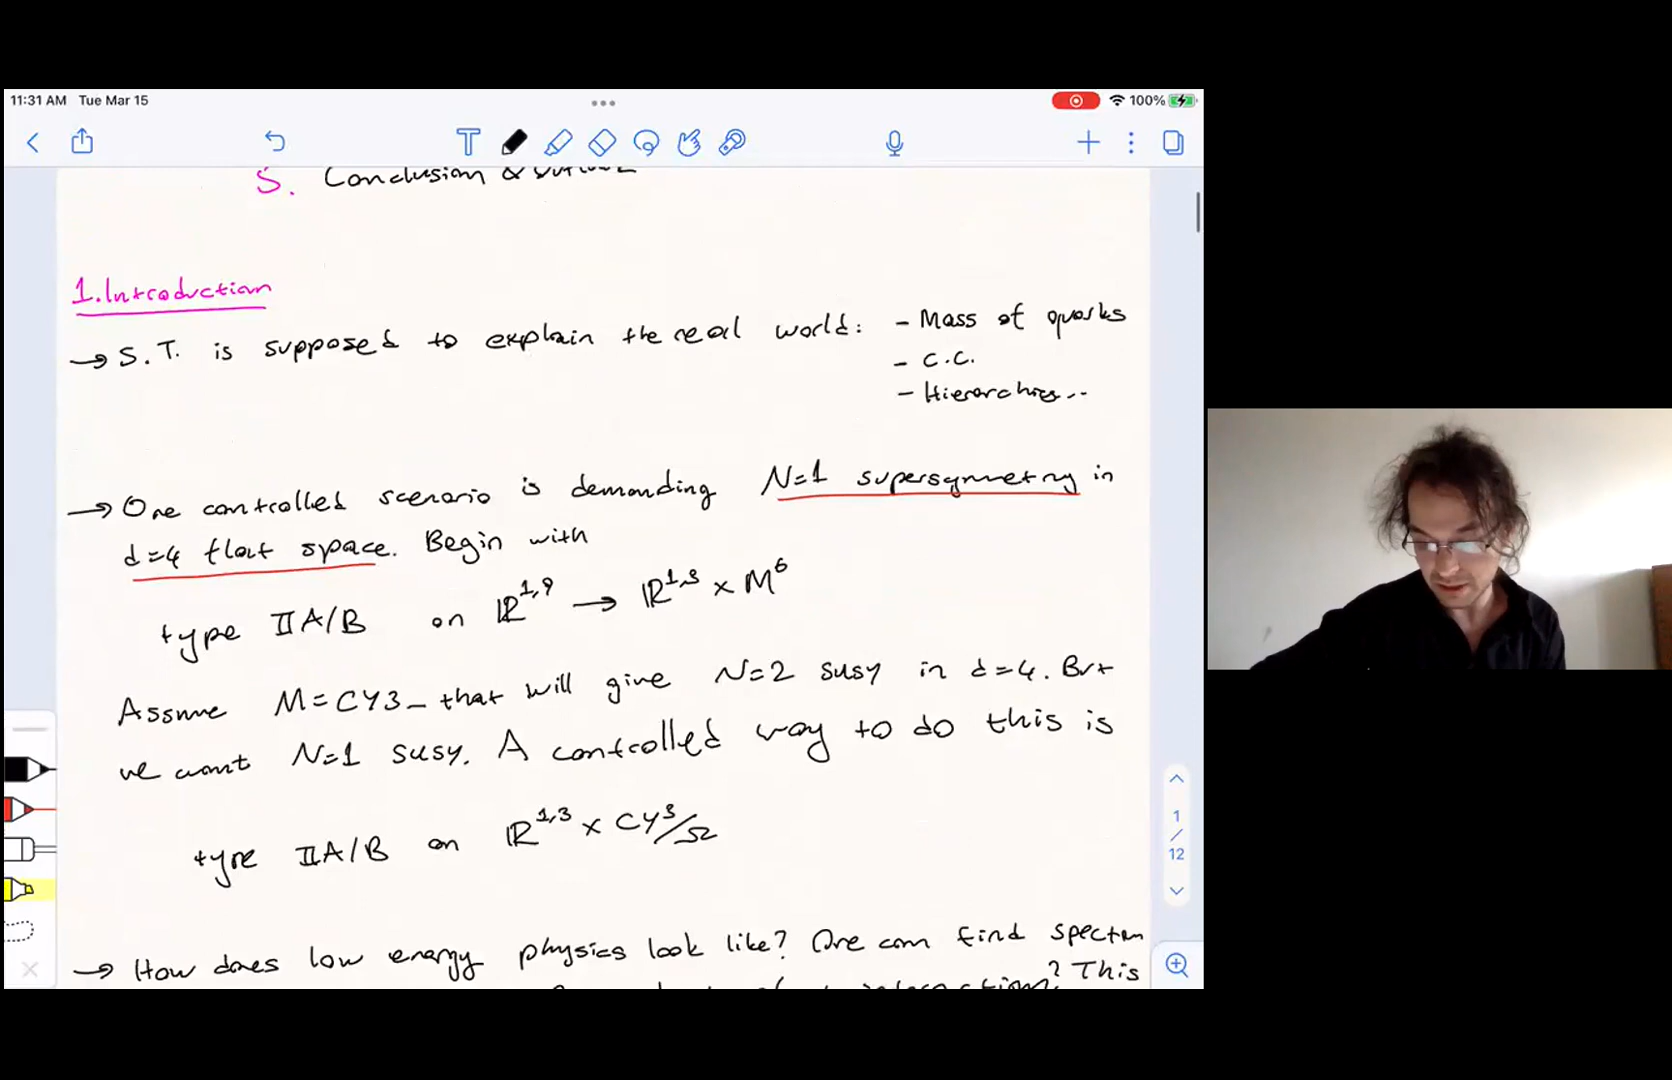 11:31 AM Tue Mar 15
100%
5. Conclusion & Outlook
1. Introduction
→ S.T. is supposed to explain the real world: - Mass of quarks
- C.C.
- Hierarchies..
→ One controlled scenario is demanding N=1 supersymmetry in
d=4 flat space. Begin with
type IIA/B on ℝ^{1,9} → ℝ^{1,3} × M^6
Assume M=CY3 - that will give N=2 susy in d=4. But
we want N=1 susy. A controlled way to do this is
type IIA/B on ℝ^{1,3} × CY^3/Ω
→ How does low energy physics look like? One can find spectrum
? This
1
/
12